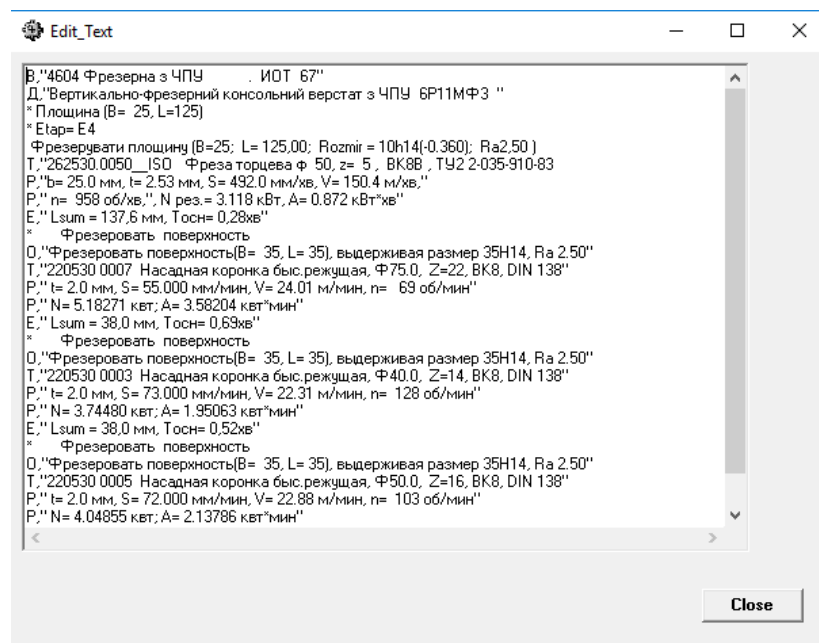 Edit_Text
В,"4604 Фрезерна з ЧПУ . ИОТ 67"
Д,"Вертикально-фрезерний консольний верстат з ЧПУ 6Р11МФ3 "
* Площина (В= 25, L=125)
* Etap= E4
Фрезерувати площину (В=25; L= 125,00; Rozmir = 10h14(-0.360); Ra2,50 )
Т,"262530.0050__ISO Фреза торцева ф 50, z= 5 , ВК8В , ТУ2 2-035-910-83
Р,"b= 25.0 мм, t= 2.53 мм, S= 492.0 мм/хв, V= 150.4 м/хв,"
Р," n= 958 об/хв,", N рез.= 3.118 кВт, А= 0.872 кВт*хв"
Е," Lsum = 137,6 мм, Тосн= 0,28хв"
* Фрезеровать поверхность
О,"Фрезеровать поверхность(В= 35, L= 35), выдерживая размер 35Н14, Ra 2.50"
Т,"220530 0007 Насадная коронка быс.режущая, Ф75.0, Z=22, ВК8, DIN 138"
Р," t= 2.0 мм, S= 55.000 мм/мин, V= 24.01 м/мин, n= 69 об/мин"
Р," N= 5.18271 квт; А= 3.58204 квт*мин"
Е," Lsum = 38,0 мм, Тосн= 0,69хв"
* Фрезеровать поверхность
О,"Фрезеровать поверхность(В= 35, L= 35), выдерживая размер 35Н14, Ra 2.50"
Т,"220530 0003 Насадная коронка быс.режущая, Ф40.0, Z=14, ВК8, DIN 138"
Р," t= 2.0 мм, S= 73.000 мм/мин, V= 22.31 м/мин, n= 128 об/мин"
Р," N= 3.74480 квт; А= 1.95063 квт*мин"
Е," Lsum = 38,0 мм, Тосн= 0,52хв"
* Фрезеровать поверхность
О,"Фрезеровать поверхность(В= 35, L= 35), выдерживая размер 35Н14, Ra 2.50"
Т,"220530 0005 Насадная коронка быс.режущая, Ф50.0, Z=16, ВК8, DIN 138"
Р," t= 2.0 мм, S= 72.000 мм/мин, V= 22.88 м/мин, n= 103 об/мин"
Р," N= 4.04855 квт; А= 2.13786 квт*мин"
Close